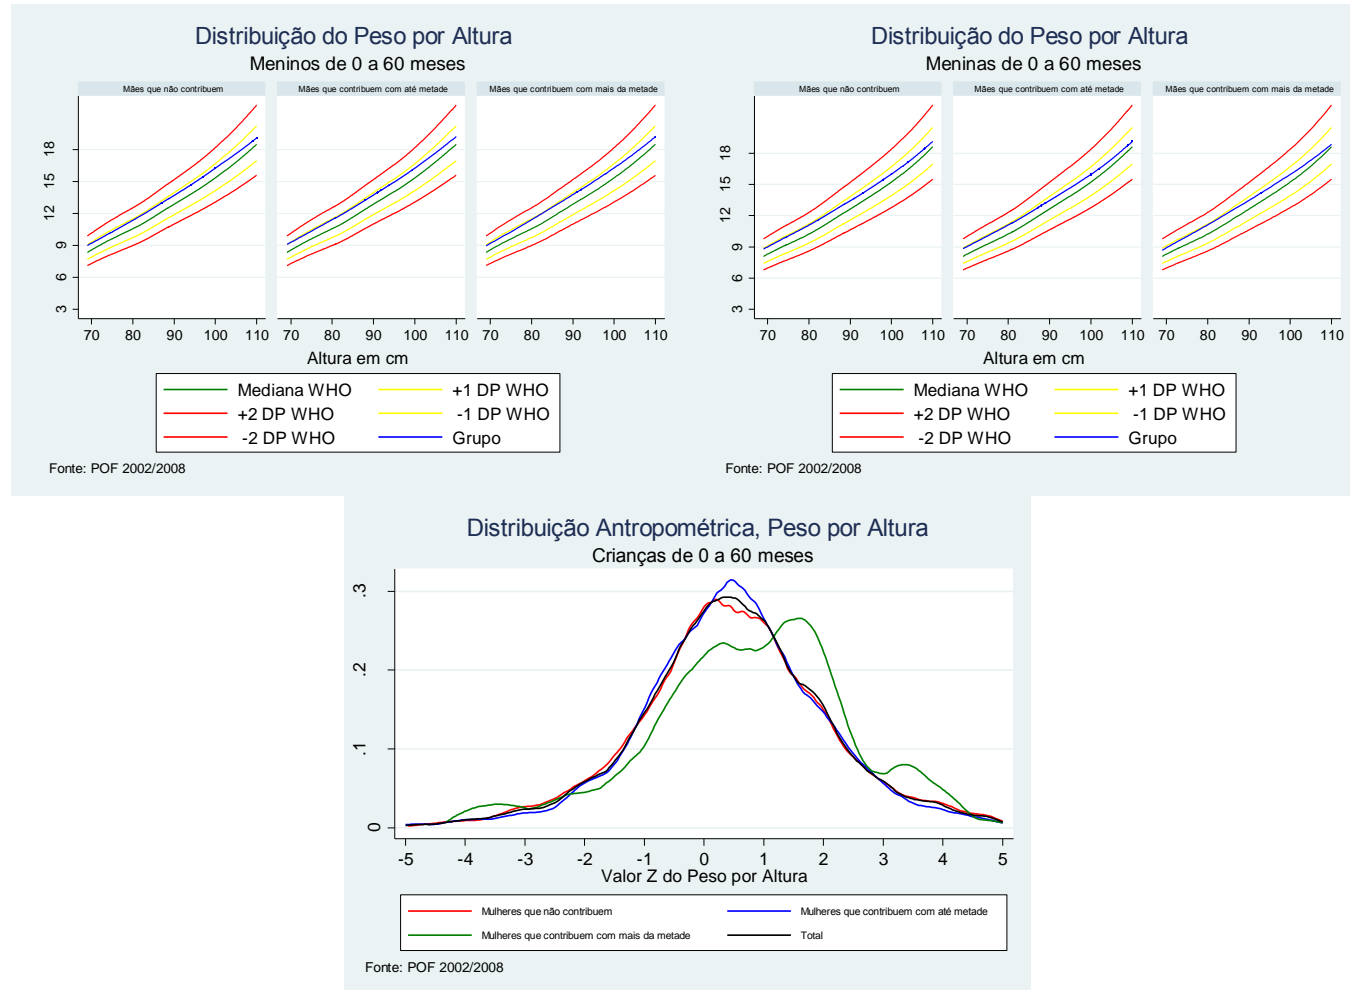 Distribuição do Peso por Altura
Meninos de 0 a 60 meses
Mães que não contribuem
Mães que contribuem com até metade
Mães que contribuem com mais da metade
18
15
12
9
6
3
70 80 90 100 110
70 80 90 100 110
70 80 90 100 110
Altura em cm
Mediana WHO
+1 DP WHO
+2 DP WHO
-1 DP WHO
-2 DP WHO
Grupo
Fonte: POF 2002/2008
Distribuição do Peso por Altura
Meninas de 0 a 60 meses
Mães que não contribuem
Mães que contribuem com até metade
Mães que contribuem com mais da metade
18
15
12
9
6
3
70 80 90 100 110
70 80 90 100 110
70 80 90 100 110
Altura em cm
Mediana WHO
+1 DP WHO
+2 DP WHO
-1 DP WHO
-2 DP WHO
Grupo
Fonte: POF 2002/2008
Distribuição Antropométrica, Peso por Altura
Crianças de 0 a 60 meses
.3
.2
.1
0
-5 -4 -3 -2 -1 0 1 2 3 4 5
Valor Z do Peso por Altura
Mulheres que não contribuem
Mulheres que contribuem com até metade
Mulheres que contribuem com mais da metade
Total
Fonte: POF 2002/2008